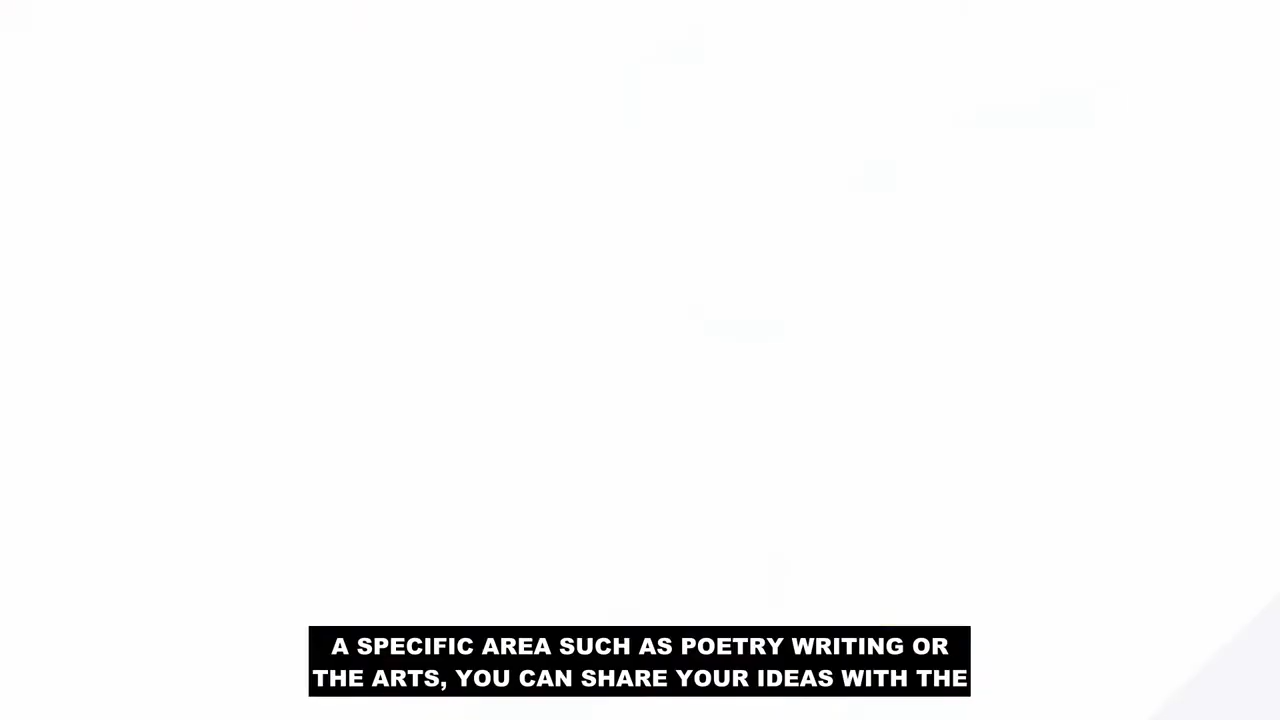 A SPECIFIC AREA SUCH AS POETRY WRITING OR
THE ARTS, YOU CAN SHARE YOUR IDEAS WITH THE